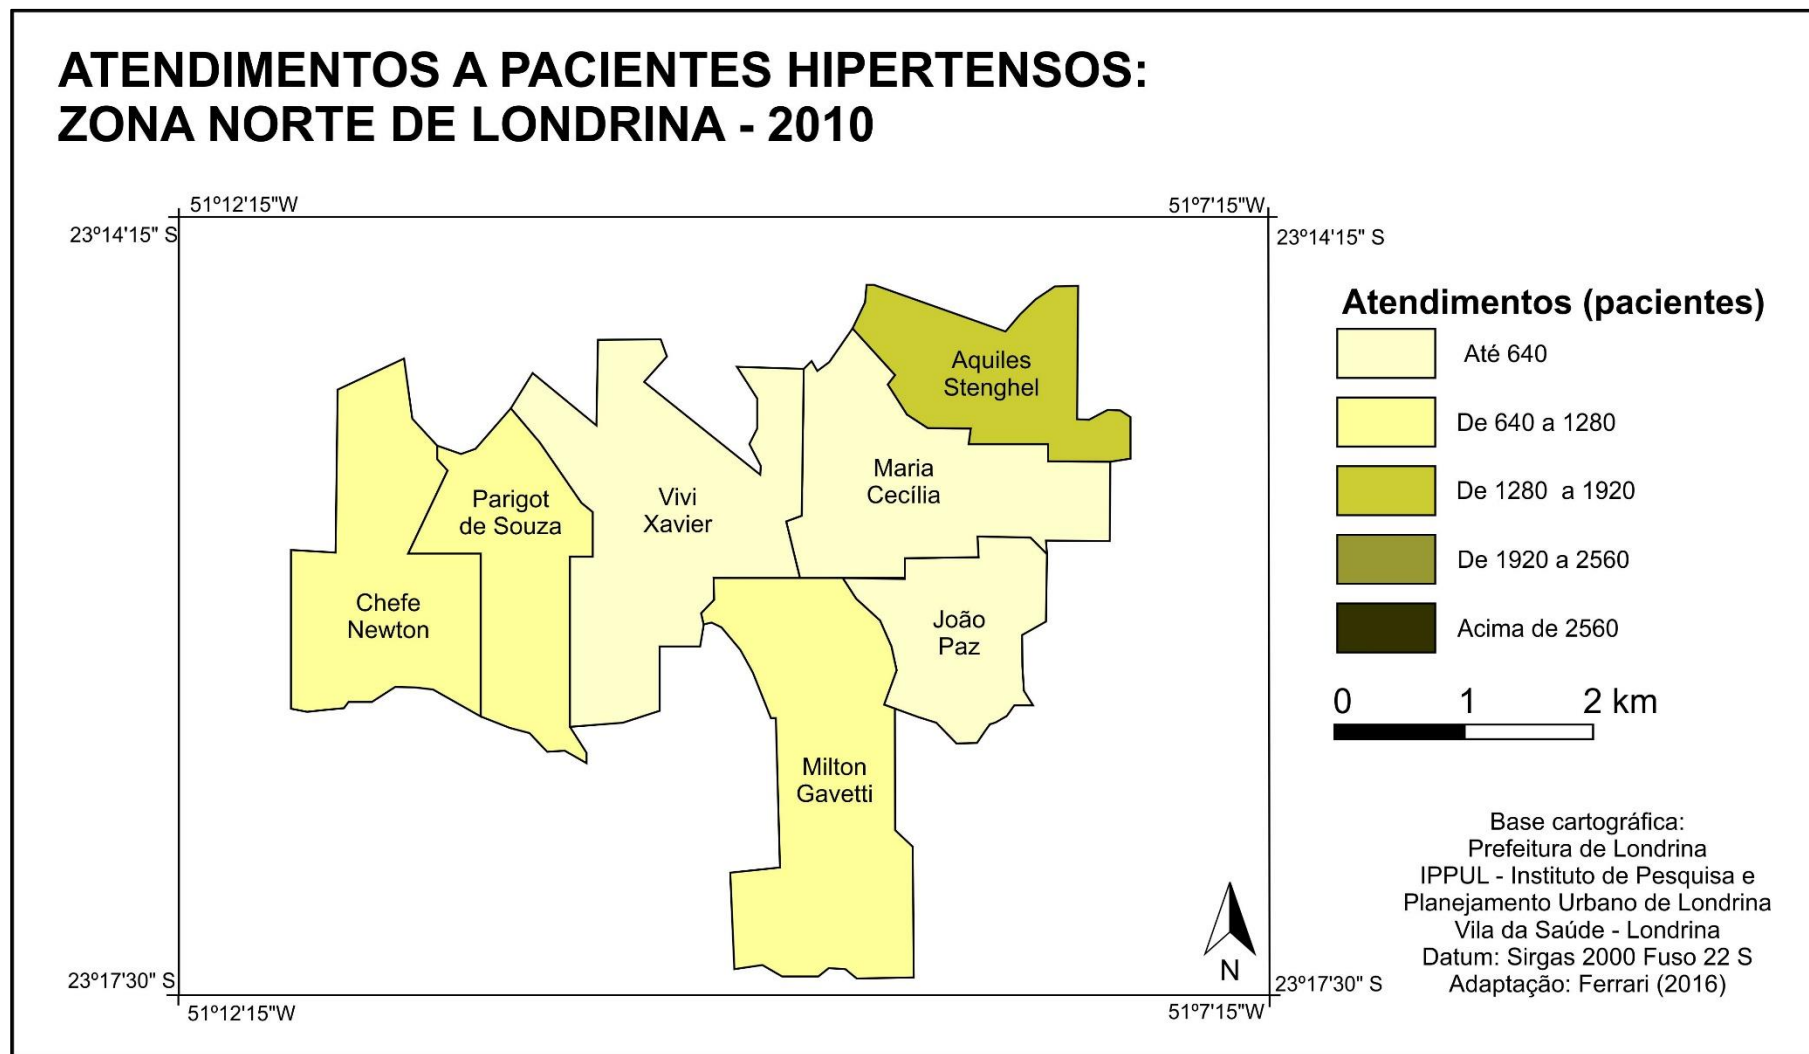 ATENDIMENTOS A PACIENTES HIPERTENSOS:
ZONA NORTE DE LONDRINA - 2010
51º12'15"W
51º7'15"W
23º14'15" S
23º14'15" S
Aquiles
Stenghel
Maria
Cecília
Vivi
Xavier
Parigot
de Souza
Chefe
Newton
João
Paz
Milton
Gavetti
Atendimentos (pacientes)
Até 640
De 640 a 1280
De 1280 a 1920
De 1920 a 2560
Acima de 2560
0 1 2 km
Base cartográfica:
Prefeitura de Londrina
IPPUL - Instituto de Pesquisa e
Planejamento Urbano de Londrina
Vila da Saúde - Londrina
Datum: Sirgas 2000 Fuso 22 S
Adaptação: Ferrari (2016)
N
23º17'30" S
23º17'30" S
51º12'15"W
51º7'15"W